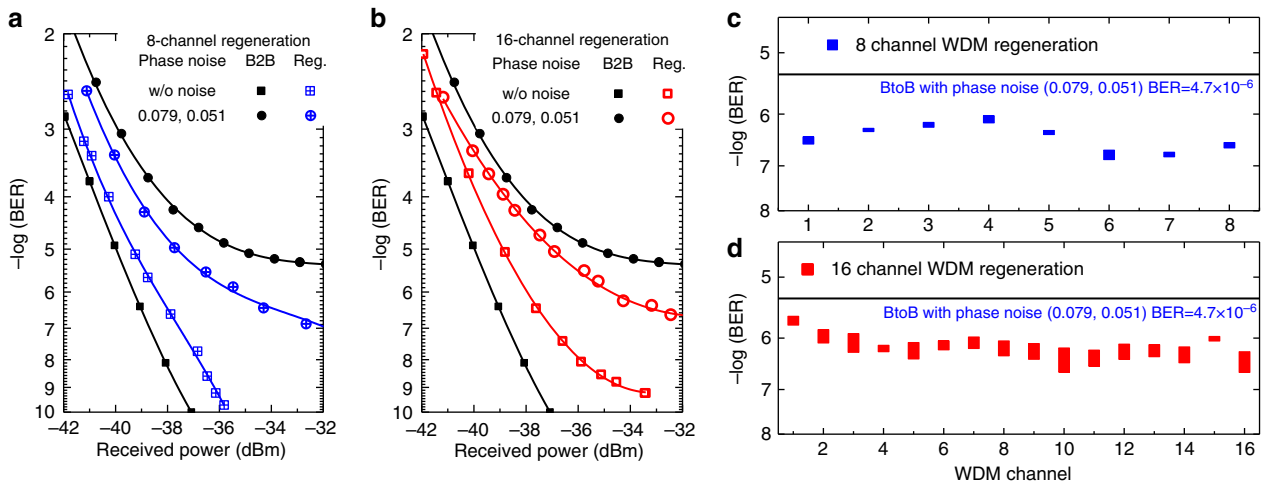 a
8-channel regeneration
Phase noise B2B Reg.
w/o noise
0.079, 0.051
2
3
4
5
6
7
8
9
10
−log (BER)
−42 −40 −38 −36 −34 −32
Received power (dBm)
b
16-channel regeneration
Phase noise B2B Reg.
w/o noise
0.079, 0.051
2
3
4
5
6
7
8
9
10
−log (BER)
−42 −40 −38 −36 −34 −32
Received power (dBm)
c
8 channel WDM regeneration
BtoB with phase noise (0.079, 0.051) BER=4.7×10⁻⁶
5
6
7
8
−log (BER)
1 2 3 4 5 6 7 8
d
16 channel WDM regeneration
BtoB with phase noise (0.079, 0.051) BER=4.7×10⁻⁶
5
6
7
8
−log (BER)
2 4 6 8 10 12 14 16
WDM channel